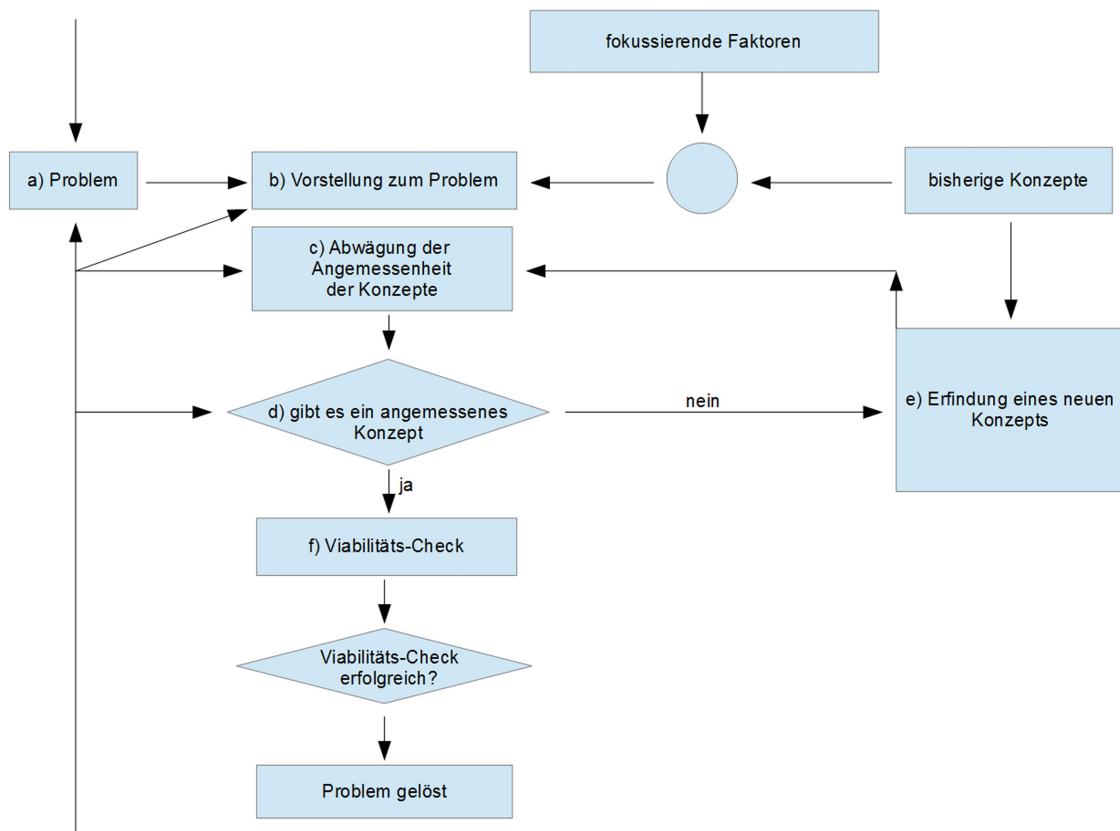 fokussierende Faktoren
a) Problem
b) Vorstellung zum Problem
bisherige Konzepte
c) Abwägung der
Angemessenheit
der Konzepte
d) gibt es ein angemessenes
Konzept
nein
e) Erfindung eines neuen
Konzepts
ja
f) Viabilitäts-Check
Viabilitäts-Check
erfolgreich?
Problem gelöst